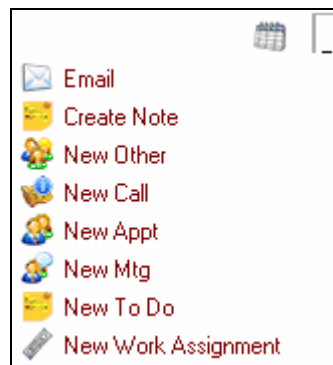 Email
Create Note
New Other
New Call
New Appt
New Mtg
New To Do
New Work Assignment